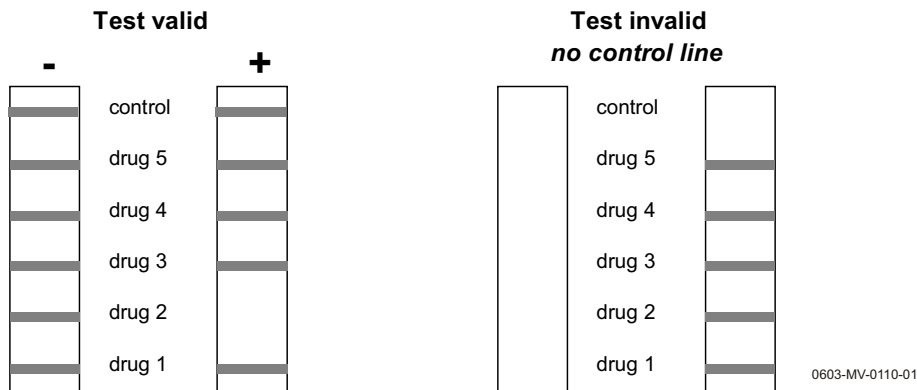 Test valid
Test invalid
no control line
- +
control
drug 5
drug 4
drug 3
drug 2
drug 1
control
drug 5
drug 4
drug 3
drug 2
drug 1
0603-MV-0110-01